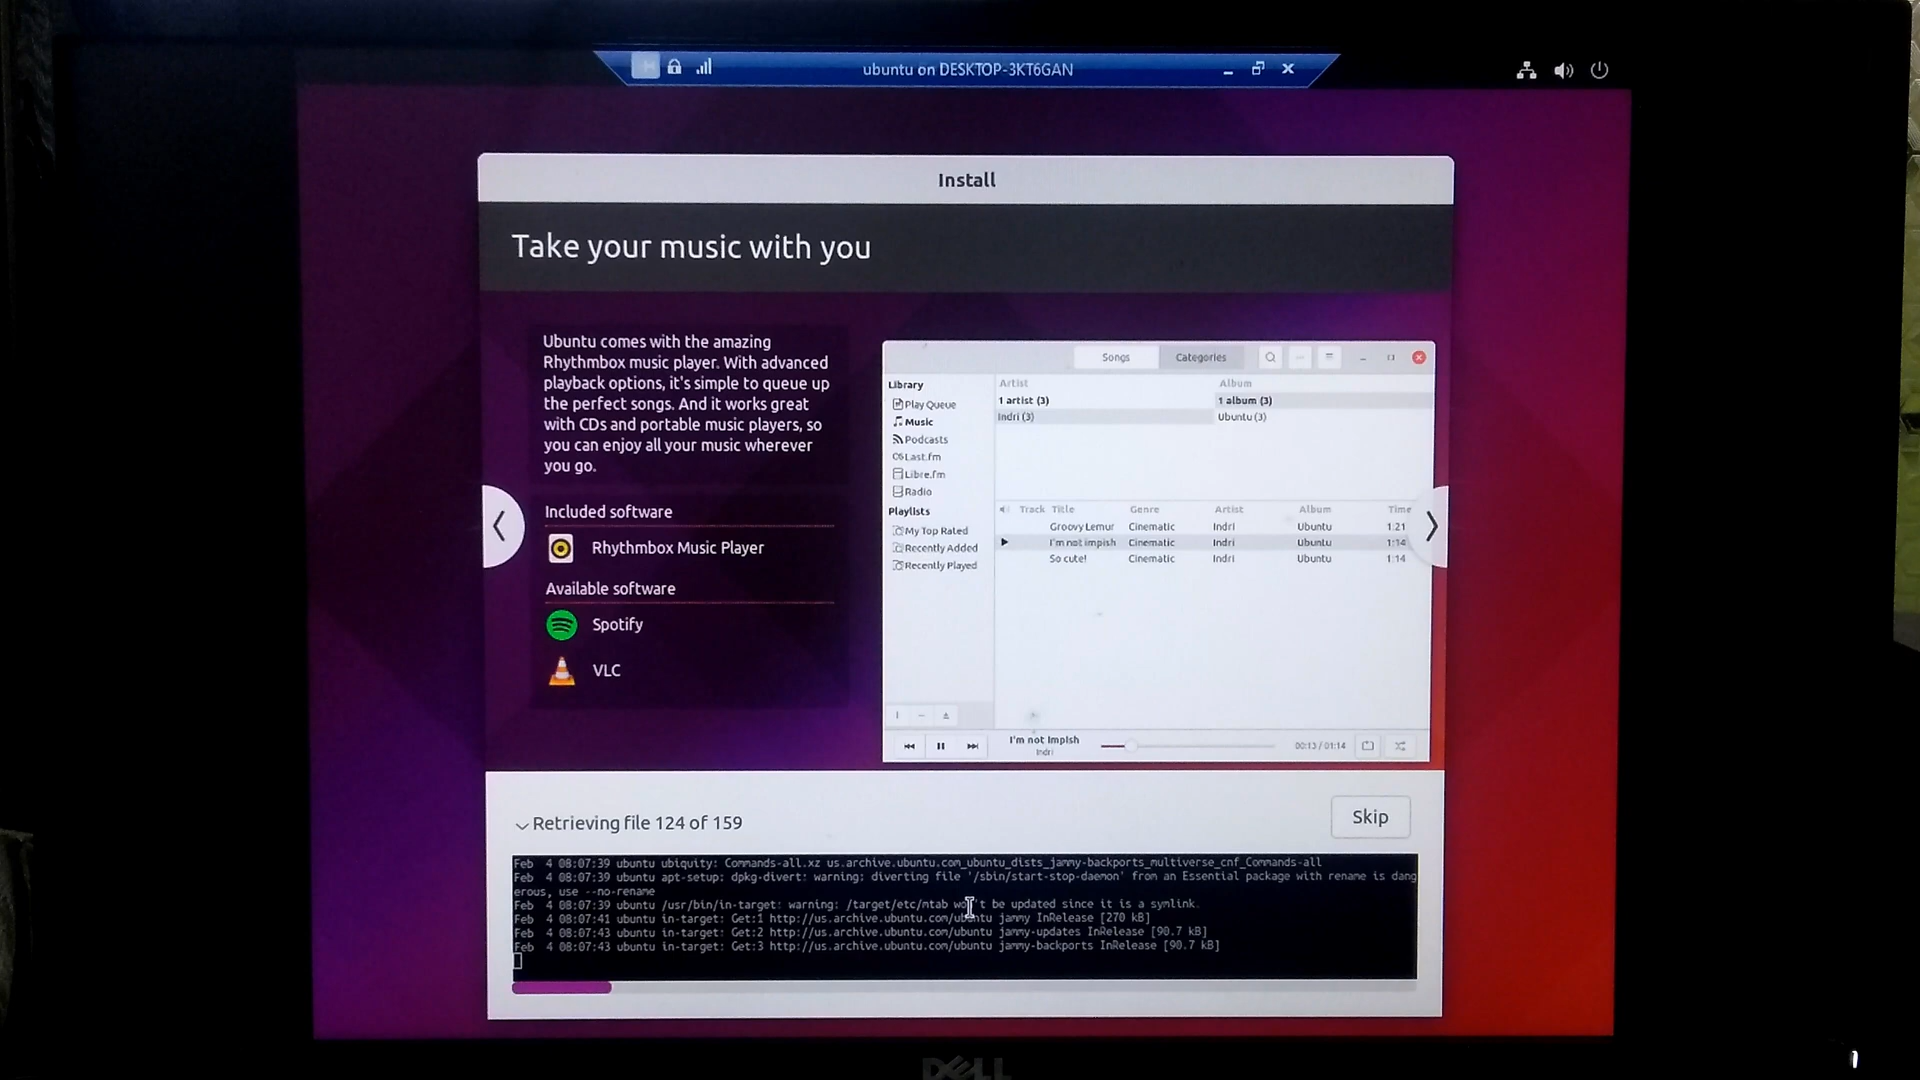 ubuntu on DESKTOP-3KT6GAN
Install
Take your music with you
Ubuntu comes with the amazing
Rhythmbox music player. With advanced
playback options, it's simple to queue up
the perfect songs. And it works great
with CDs and portable music players, so
you can enjoy all your music wherever
you go.
Included software
Rhythmbox Music Player
Available software
Spotify
VLC
Songs Categories
Library
Play Queue
Music
Podcasts
Last.fm
Libre.fm
Radio
Playlists
My Top Rated
Recently Added
Recently Played
Artist Album
1 artist (3) 1 album (3)
Indri (3) Ubuntu (3)
Track Title Genre Artist Album Time
Groovy Lemur Cinematic Indri Ubuntu 1:21
I'm not impish Cinematic Indri Ubuntu 1:14
So cute! Cinematic Indri Ubuntu 1:14
I'm not impish
Indri
00:13 / 01:14
Retrieving file 124 of 159
Skip
Feb 4 08:07:39 ubuntu ubiquity: Commands-all.xz us.archive.ubuntu.com_ubuntu_dists_jammy-backports_multiverse_cnf_Commands-all
Feb 4 08:07:39 ubuntu apt-setup: dpkg-divert: warning: diverting file '/sbin/start-stop-daemon' from an Essential package with rename is dang
erous, use --no-rename
Feb 4 08:07:39 ubuntu /usr/bin/in-target: warning: /target/etc/mtab won't be updated since it is a symlink.
Feb 4 08:07:41 ubuntu in-target: Get:1 http://us.archive.ubuntu.com/ubuntu jammy InRelease [270 kB]
Feb 4 08:07:43 ubuntu in-target: Get:2 http://us.archive.ubuntu.com/ubuntu jammy-updates InRelease [90.7 kB]
Feb 4 08:07:43 ubuntu in-target: Get:3 http://us.archive.ubuntu.com/ubuntu jammy-backports InRelease [90.7 kB]
DELL